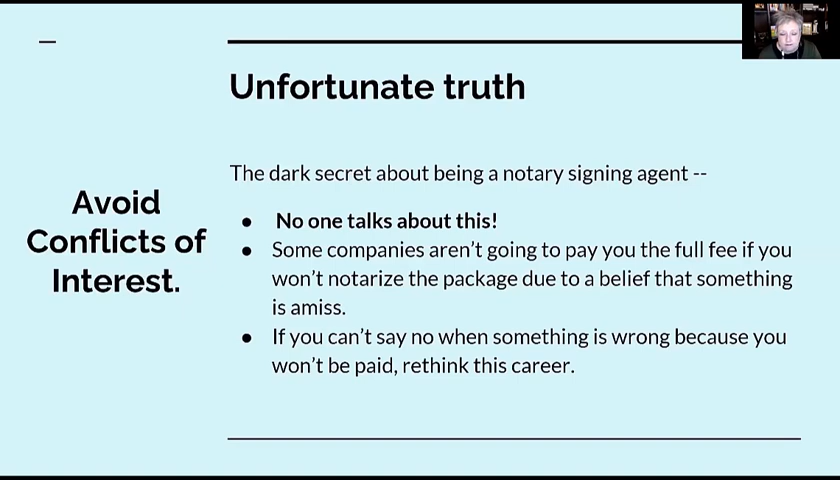 Unfortunate truth
Avoid
Conflicts of
Interest.
The dark secret about being a notary signing agent --
● No one talks about this!
● Some companies aren't going to pay you the full fee if you
won't notarize the package due to a belief that something
is amiss.
● If you can't say no when something is wrong because you
won't be paid, rethink this career.